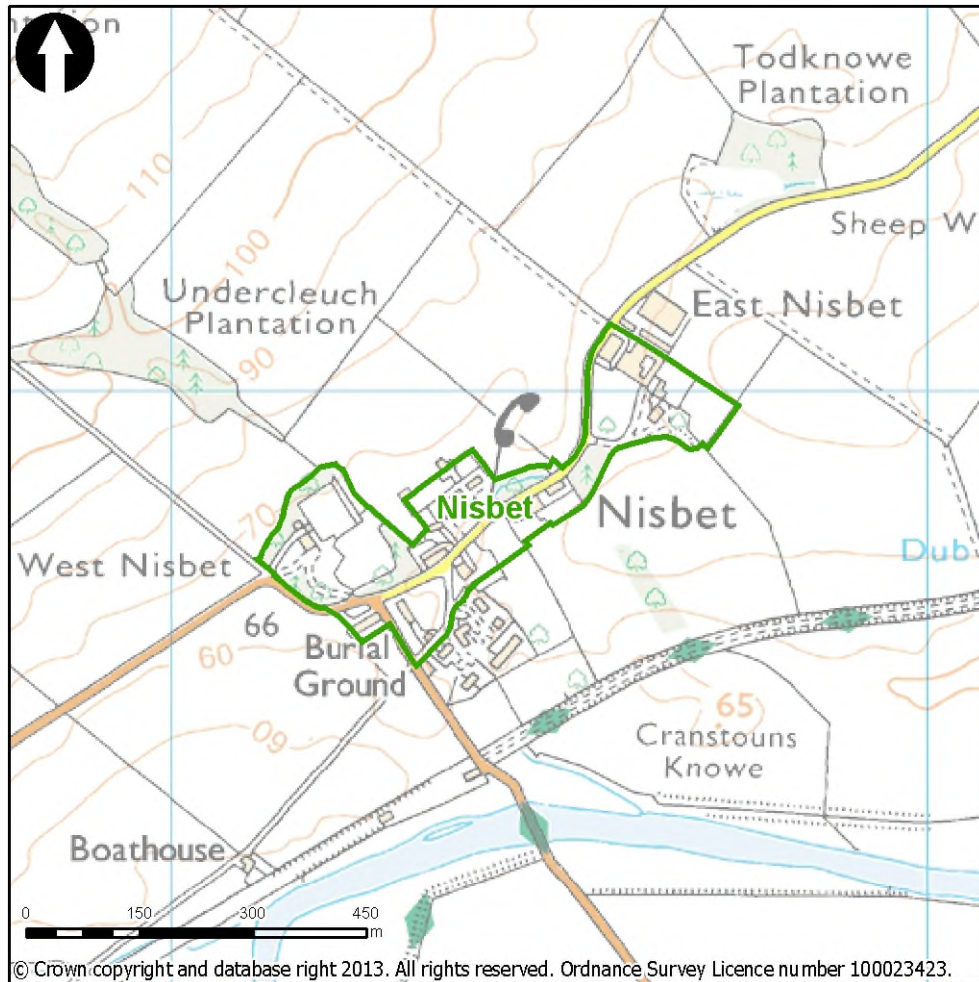 Plantation
Todknowe
Plantation
110
100
Sheep W
Undercleuch
Plantation
East Nisbet
90
Nisbet
Nisbet
70
West Nisbet
Dub
66
Burial
Ground
60
65
60
Cranstouns
Knowe
Boathouse
0 150 300 450
m
© Crown copyright and database right 2013. All rights reserved. Ordnance Survey Licence number 100023423.